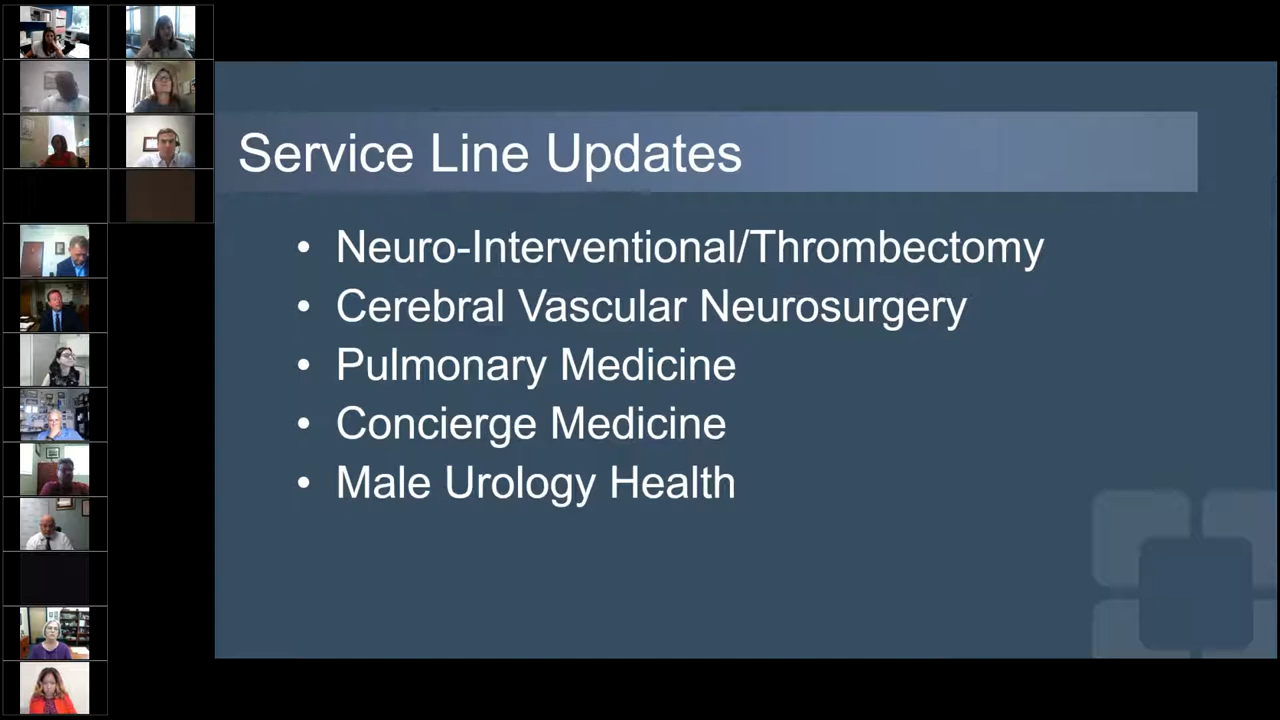 Service Line Updates
• Neuro-Interventional/Thrombectomy
• Cerebral Vascular Neurosurgery
• Pulmonary Medicine
• Concierge Medicine
• Male Urology Health